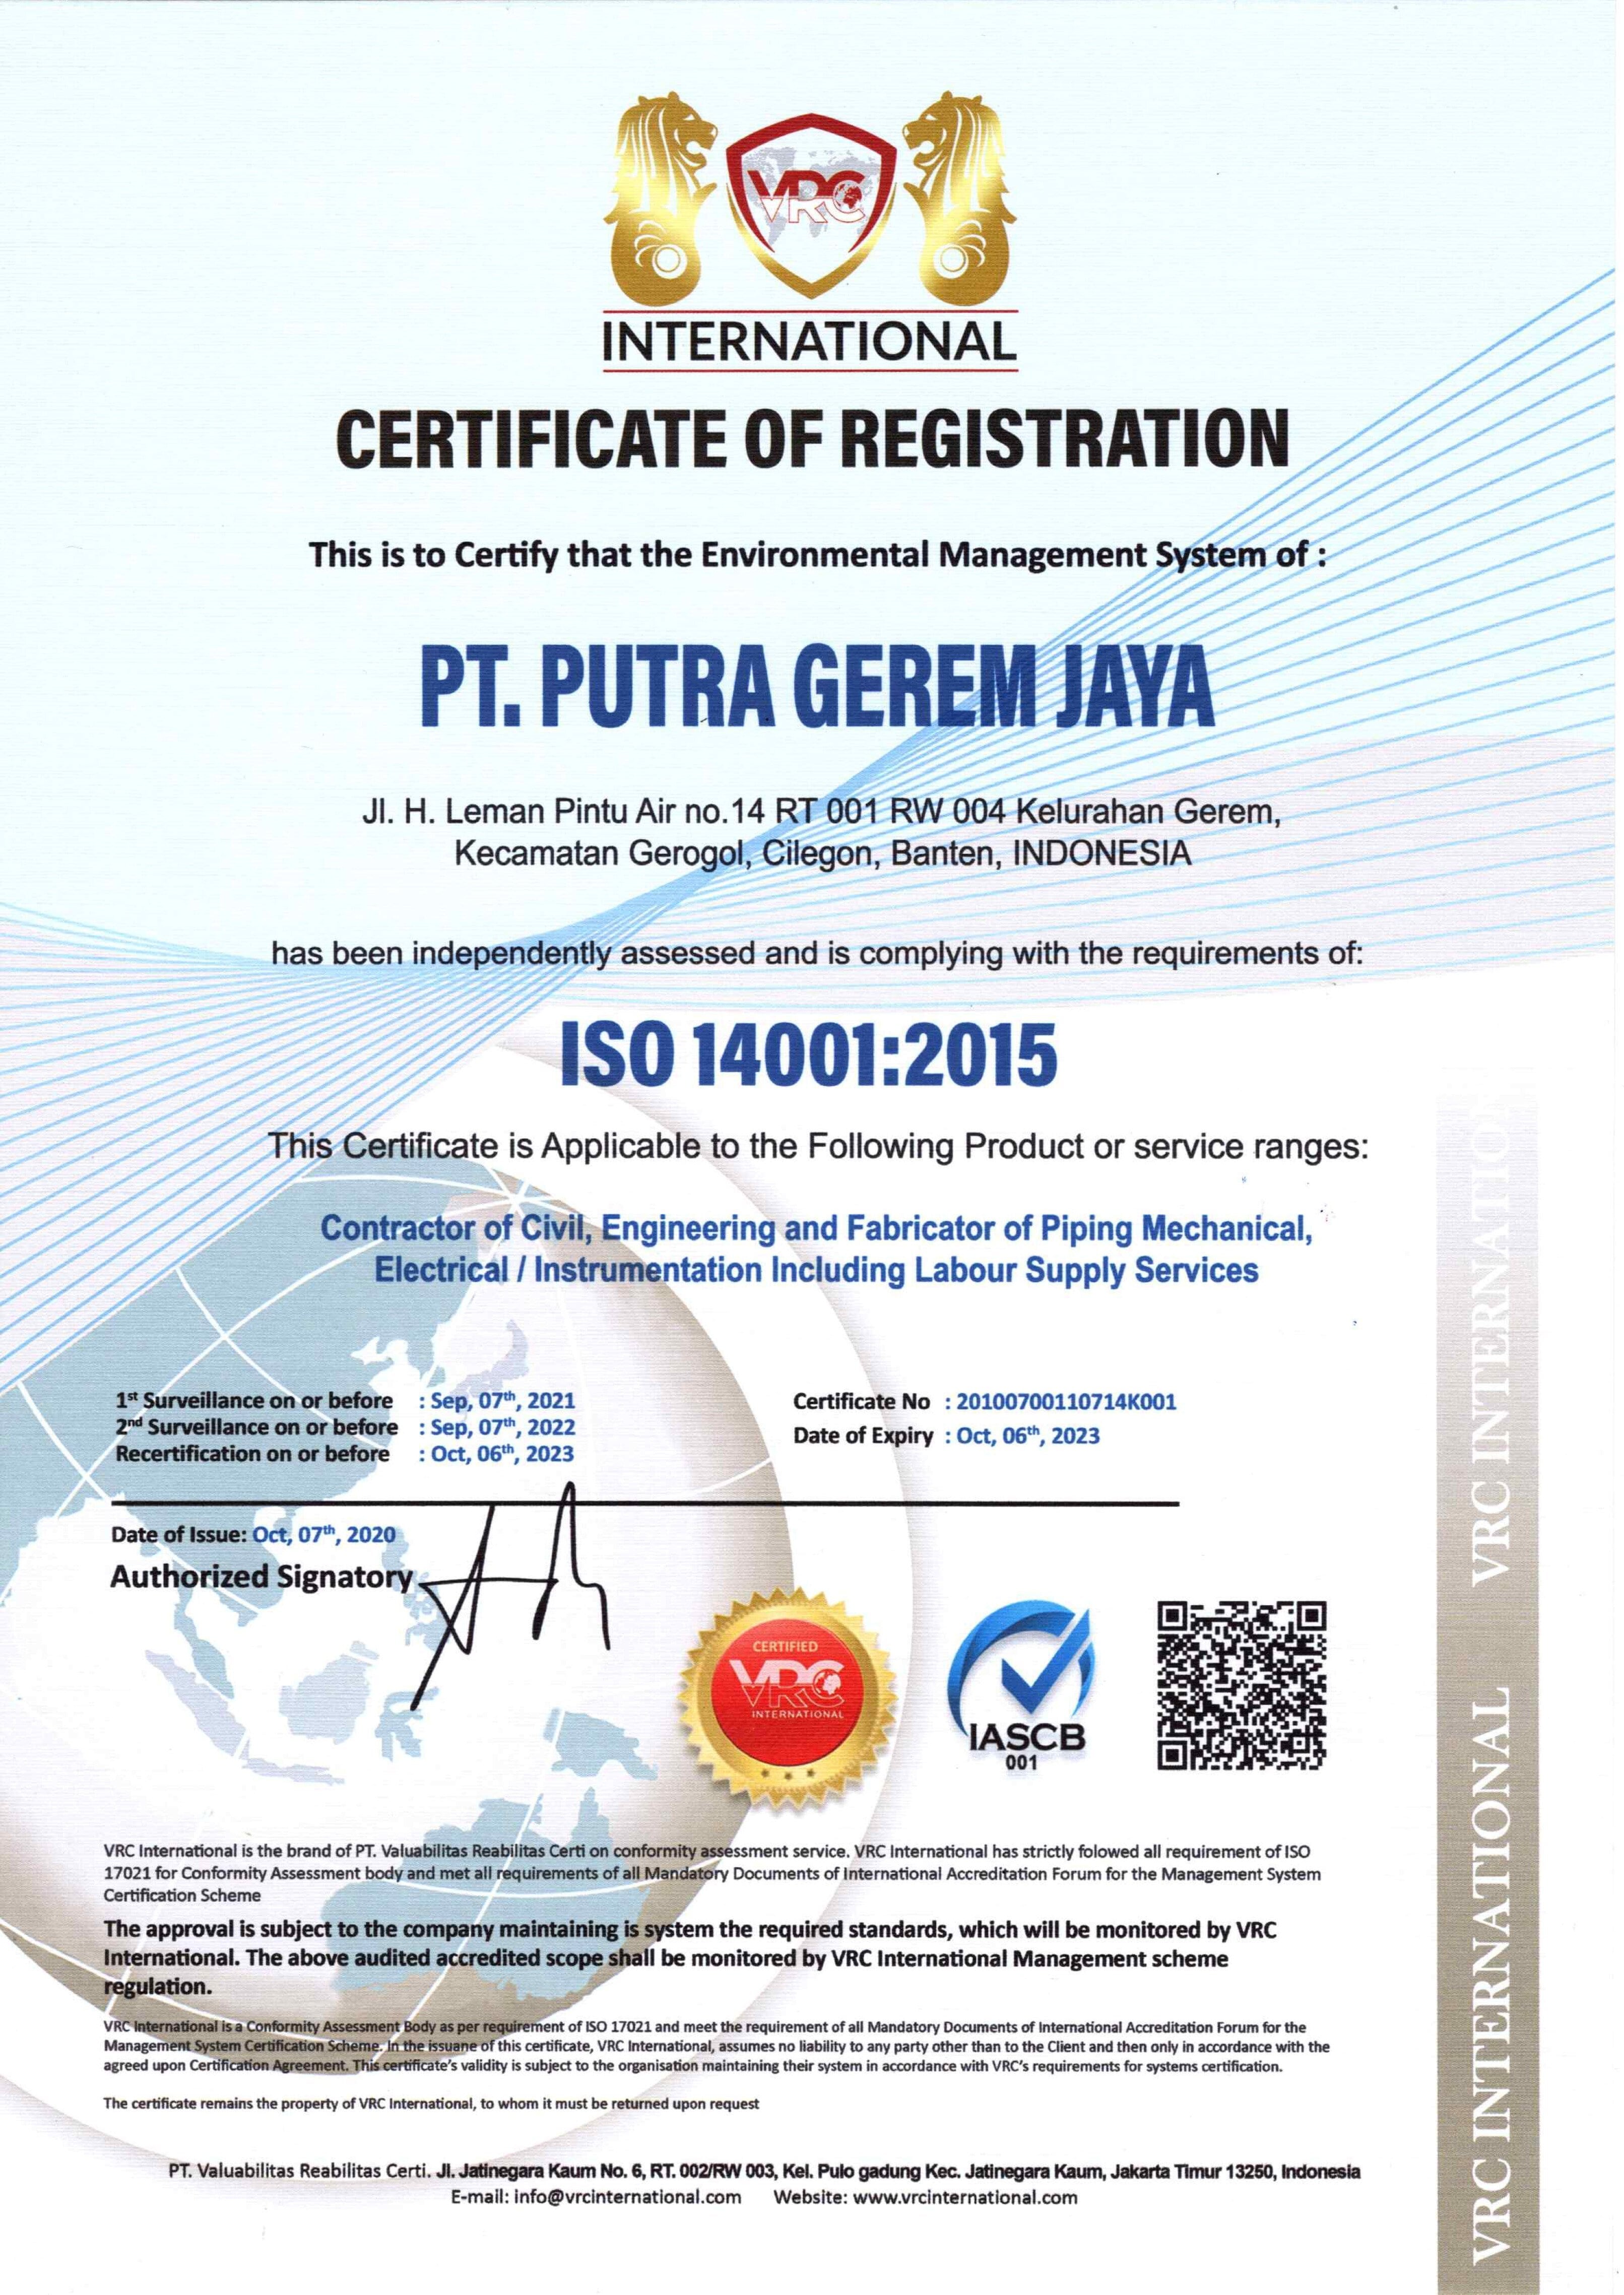 VRC
INTERNATIONAL
CERTIFICATE OF REGISTRATION
This is to Certify that the Environmental Management System of :
PT. PUTRA GEREM JAYA
Jl. H. Leman Pintu Air no.14 RT 001 RW 004 Kelurahan Gerem,
Kecamatan Gerogol, Cilegon, Banten, INDONESIA
has been independently assessed and is complying with the requirements of:
ISO 14001:2015
This Certificate is Applicable to the Following Product or service ranges:
Contractor of Civil, Engineering and Fabricator of Piping Mechanical,
Electrical / Instrumentation Including Labour Supply Services
1st Surveillance on or before : Sep, 07th, 2021
2nd Surveillance on or before : Sep, 07th, 2022
Recertification on or before : Oct, 06th, 2023
Certificate No : 20100700110714K001
Date of Expiry : Oct, 06th, 2023
Date of Issue: Oct, 07th, 2020
Authorized Signatory
CERTIFIED
VRC
INTERNATIONAL
IASCB
001
VRC International is the brand of PT. Valuabilitas Reabilitas Certi on conformity assessment service. VRC International has strictly folowed all requirement of ISO
17021 for Conformity Assessment body and met all requirements of all Mandatory Documents of International Accreditation Forum for the Management System
Certification Scheme
The approval is subject to the company maintaining is system the required standards, which will be monitored by VRC
International. The above audited accredited scope shall be monitored by VRC International Management scheme
regulation.
VRC International is a Conformity Assessment Body as per requirement of ISO 17021 and meet the requirement of all Mandatory Documents of International Accreditation Forum for the
Management System Certification Scheme. In the issuane of this certificate, VRC International, assumes no liability to any party other than to the Client and then only in accordance with the
agreed upon Certification Agreement. This certificate's validity is subject to the organisation maintaining their system in accordance with VRC's requirements for systems certification.
The certificate remains the property of VRC International, to whom it must be returned upon request
PT. Valuabilitas Reabilitas Certi. Jl. Jatinegara Kaum No. 6, RT. 002/RW 003, Kel. Pulo gadung Kec. Jatinegara Kaum, Jakarta Timur 13250, Indonesia
E-mail: info@vrcinternational.com Website: www.vrcinternational.com
VRC INTERNATIONAL VRC INTERNATIO